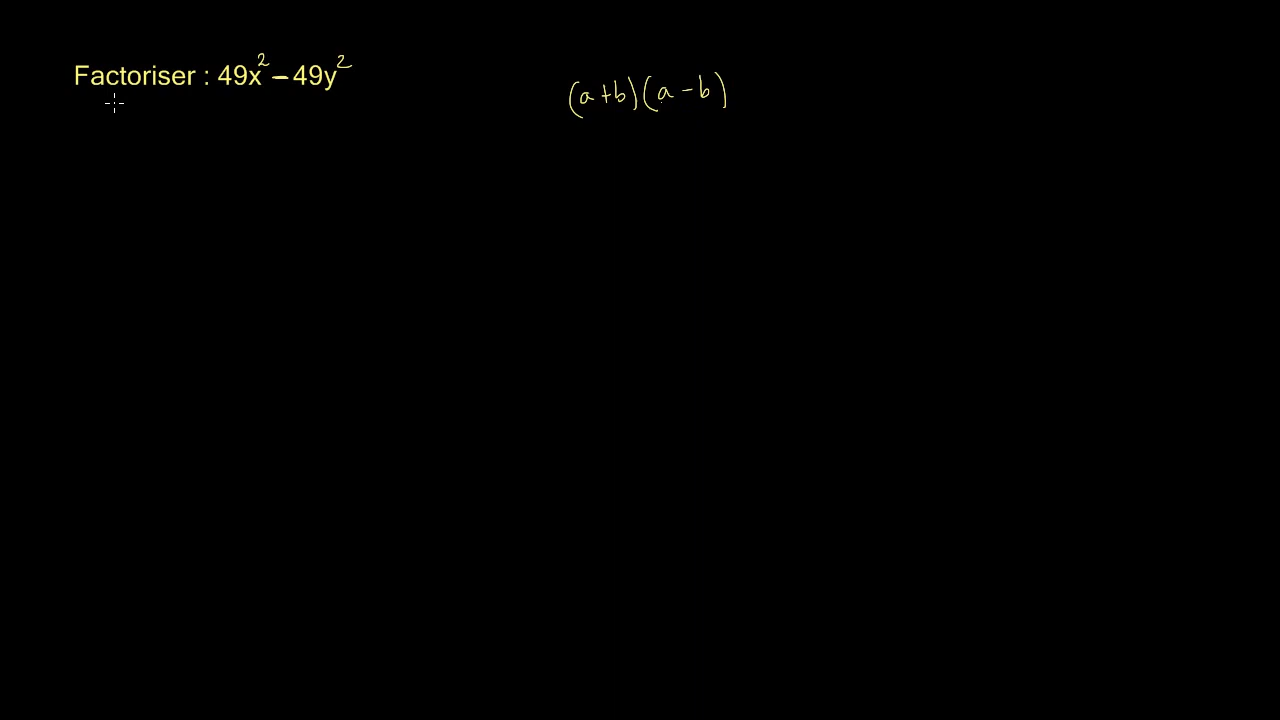 Factoriser : 49x² – 49y²
(a+b)(a-b)